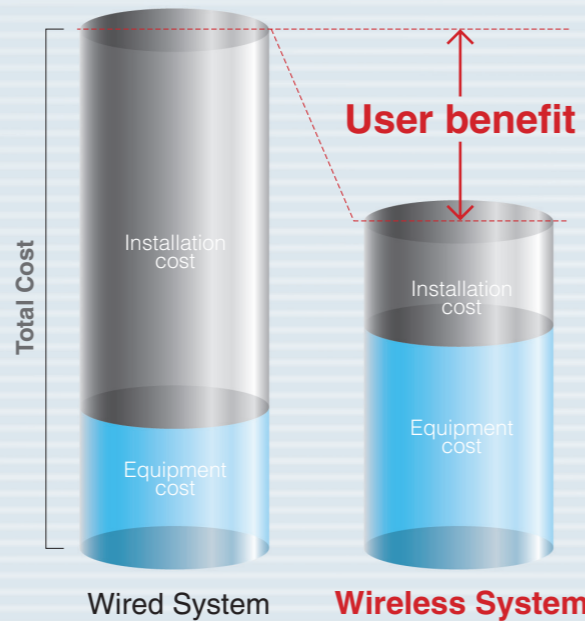 User benefit
Total Cost
Installation
cost
Installation
cost
Equipment
cost
Equipment
cost
Wired System
Wireless System